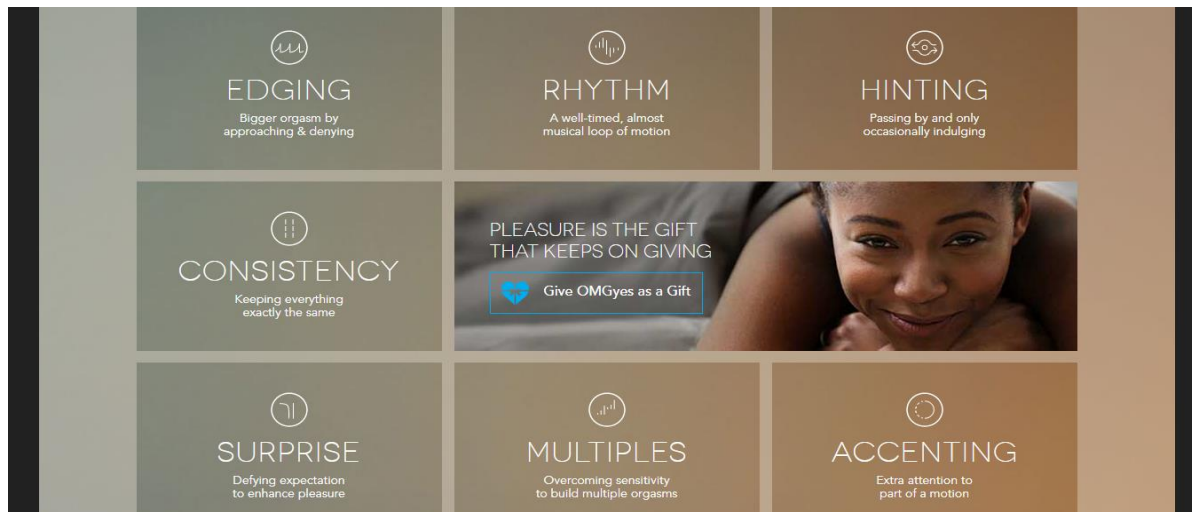 EDGING
Bigger orgasm by
approaching & denying
RHYTHM
A well-timed, almost
musical loop of motion
HINTING
Passing by and only
occasionally indulging
CONSISTENCY
Keeping everything
exactly the same
PLEASURE IS THE GIFT
THAT KEEPS ON GIVING
Give OMGyes as a Gift
SURPRISE
Defying expectation
to enhance pleasure
MULTIPLES
Overcoming sensitivity
to build multiple orgasms
ACCENTING
Extra attention to
part of a motion